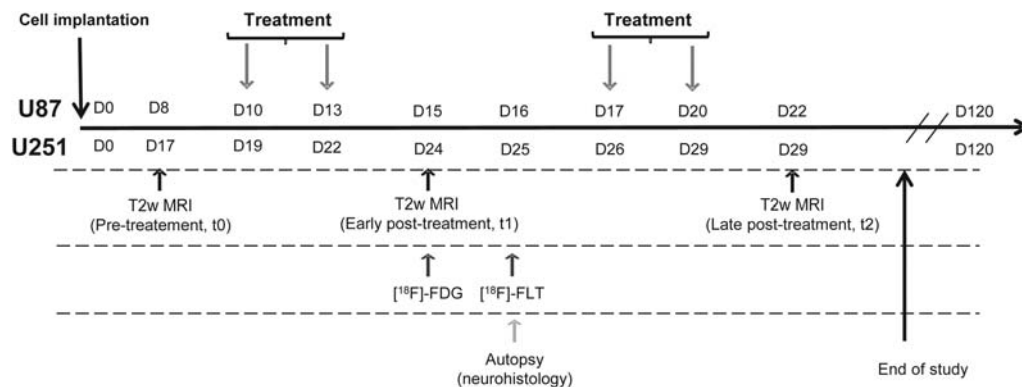 Cell implantation
Treatment Treatment
U87 D0 D8 D10 D13 D15 D16 D17 D20 D22 D120
U251 D0 D17 D19 D22 D24 D25 D26 D29 D29 D120
T2w MRI T2w MRI T2w MRI
(Pre-treatement, t0) (Early post-treatment, t1) (Late post-treatment, t2)
[¹⁸F]-FDG [¹⁸F]-FLT
Autopsy
(neurohistology)
End of study